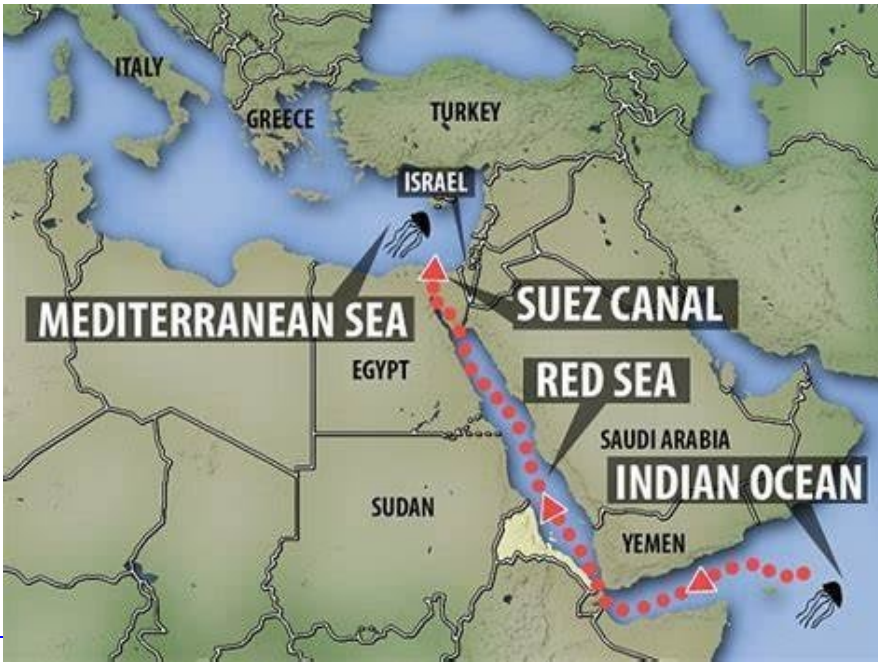 ITALY
GREECE
TURKEY
ISRAEL
MEDITERRANEAN SEA
SUEZ CANAL
EGYPT
RED SEA
SAUDI ARABIA
INDIAN OCEAN
SUDAN
YEMEN